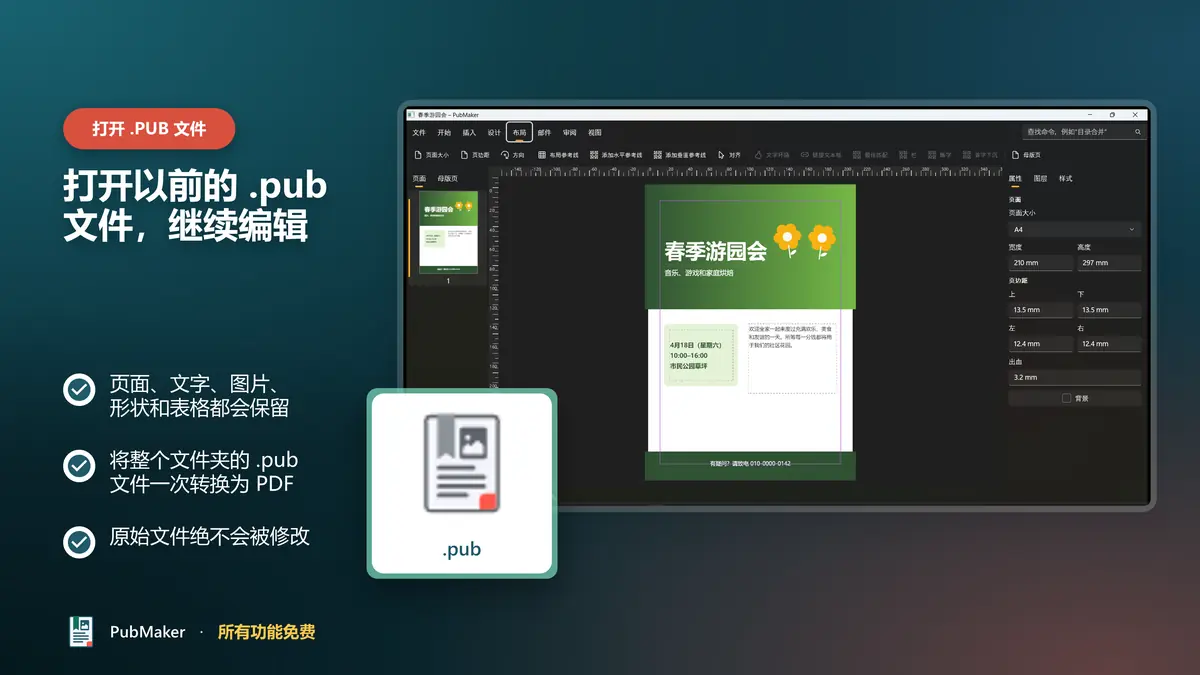 打开 .PUB 文件
打开以前的 .pub
文件，继续编辑
页面、文字、图片、
形状和表格都会保留
将整个文件夹的 .pub
文件一次转换为 PDF
原始文件绝不会被修改
PubMaker · 所有功能免费
.pub
春季游园会 – PubMaker
文件 开始 插入 设计 布局 邮件 审阅 视图
查找命令，例如"目录合并"
页面大小 页边距 方向 布局参考线 添加水平参考线 添加垂直参考线 对齐 文字环绕
母版页
页面 母版页
1
属性 图层 样式
页面
页面大小
A4
宽度 高度
210 mm 297 mm
页边距
上 下
13.5 mm 13.5 mm
左 右
12.4 mm 12.4 mm
出血
3.2 mm
背景
春季游园会
音乐、游戏和家庭烘焙
4月18日（星期六）
10:00–16:00
市民公园草坪
有疑问？请致电 010-0000-0142